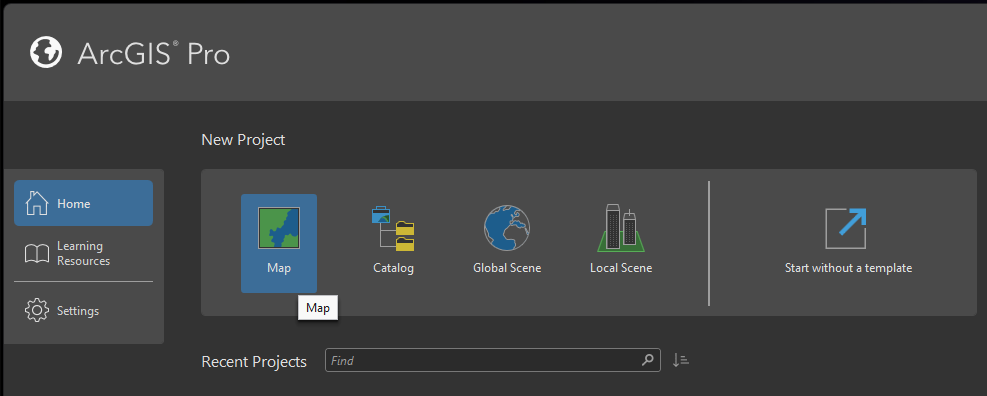 ArcGIS® Pro
New Project
Home
Learning
Resources
Settings
Map
Catalog
Global Scene
Local Scene
Start without a template
Map
Recent Projects
Find